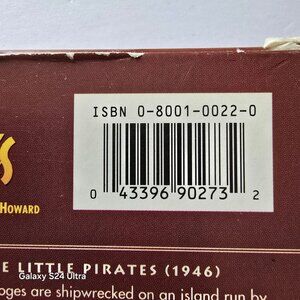 ISBN 0-8001-0022-0
0 43396 90273 2
HOWARD
Galaxy S24 Ultra
LITTLE PIRATES (1946)
are shipwrecked on an island run by